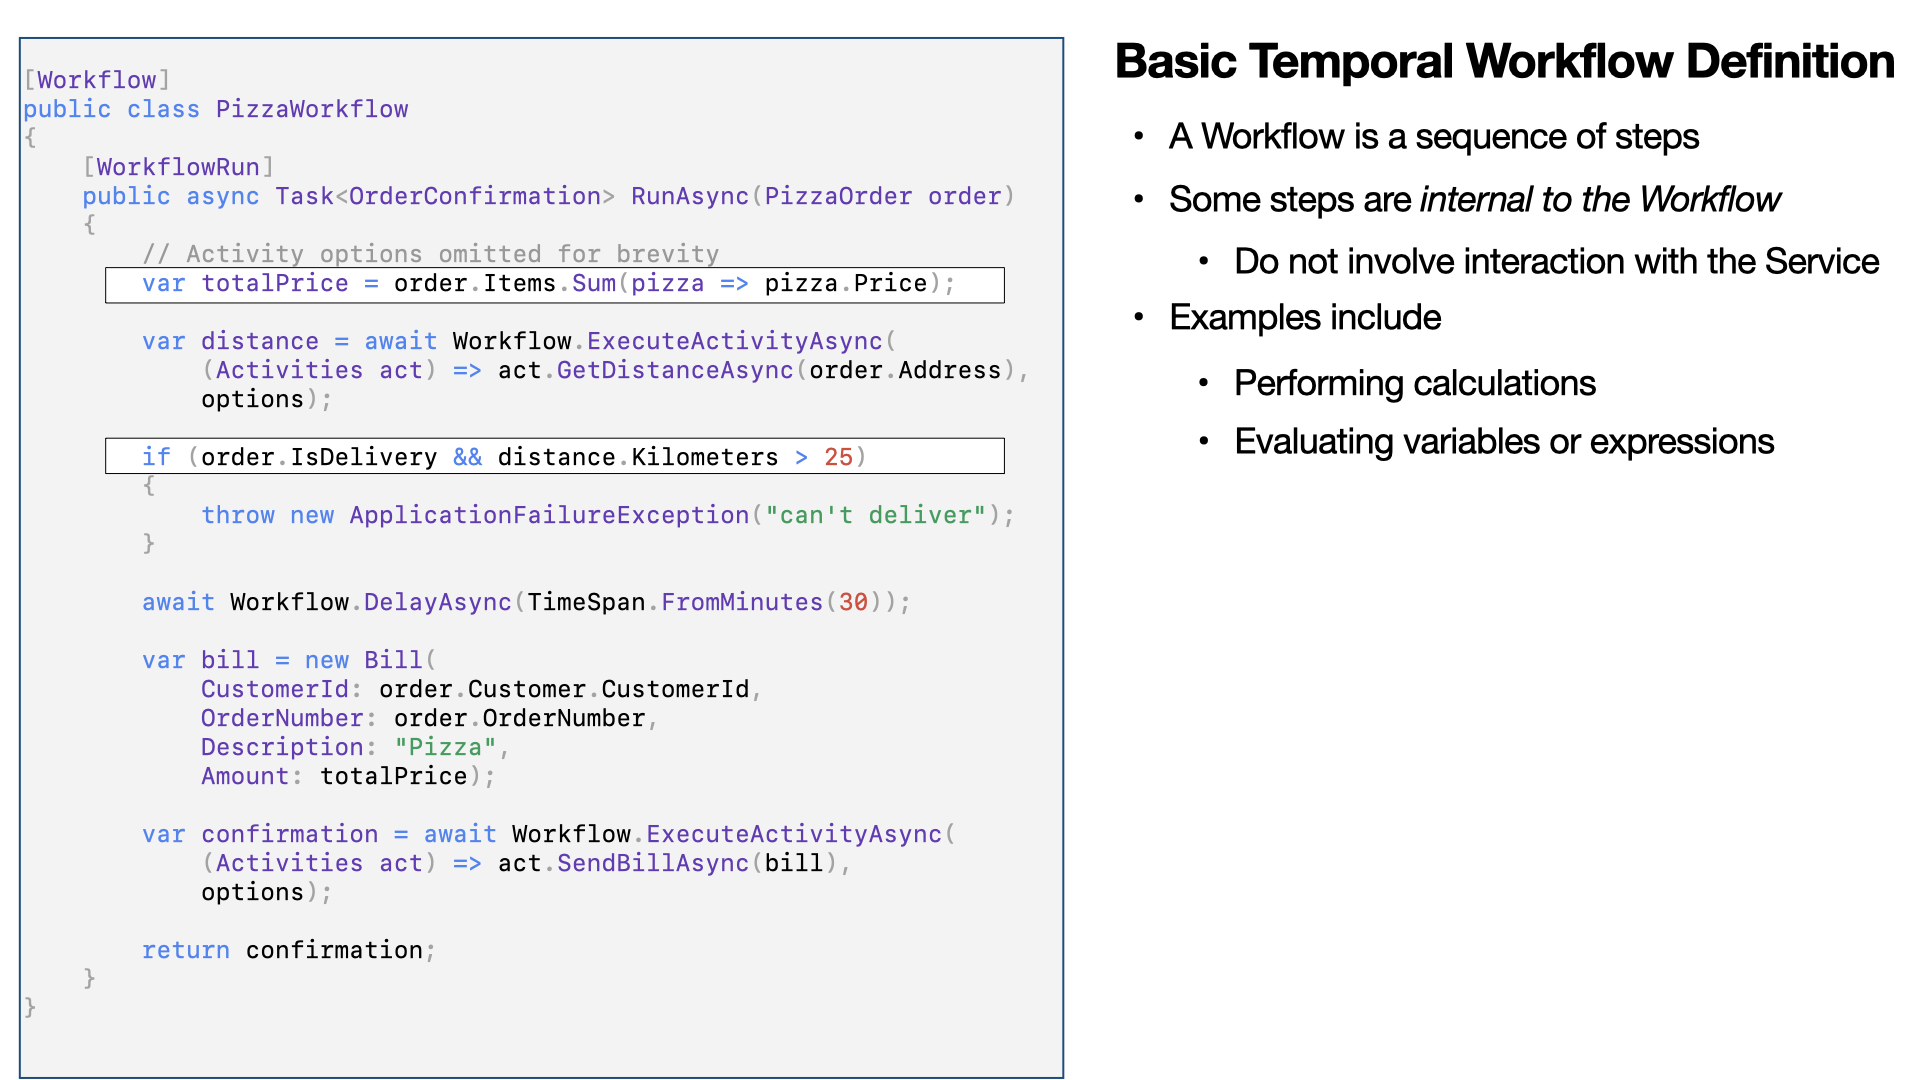 [Workflow]
public class PizzaWorkflow
{
    [WorkflowRun]
    public async Task<OrderConfirmation> RunAsync(PizzaOrder order)
    {
        // Activity options omitted for brevity
        var totalPrice = order.Items.Sum(pizza => pizza.Price);

        var distance = await Workflow.ExecuteActivityAsync(
            (Activities act) => act.GetDistanceAsync(order.Address),
            options);

        if (order.IsDelivery && distance.Kilometers > 25)
        {
            throw new ApplicationFailureException("can't deliver");
        }

        await Workflow.DelayAsync(TimeSpan.FromMinutes(30));

        var bill = new Bill(
            CustomerId: order.Customer.CustomerId,
            OrderNumber: order.OrderNumber,
            Description: "Pizza",
            Amount: totalPrice);

        var confirmation = await Workflow.ExecuteActivityAsync(
            (Activities act) => act.SendBillAsync(bill),
            options);

        return confirmation;
    }
}
Basic Temporal Workflow Definition
• A Workflow is a sequence of steps
• Some steps are internal to the Workflow
• Do not involve interaction with the Service
• Examples include
• Performing calculations
• Evaluating variables or expressions